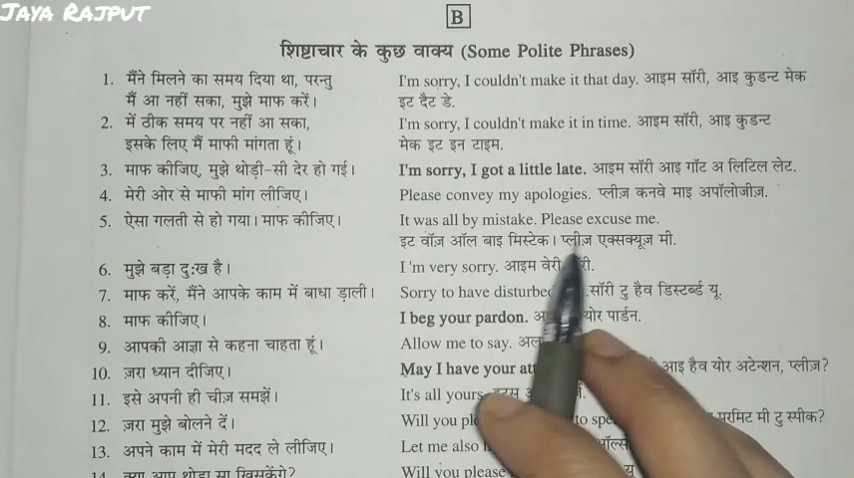 JAYA RAJPUT
B
शिष्टाचार के कुछ वाक्य (Some Polite Phrases)
1. मैंने मिलने का समय दिया था, परन्तु I'm sorry, I couldn't make it that day. आइम सॉरी, आइ कुडन्ट मेक
मैं आ नहीं सका, मुझे माफ करें। इट दैट डे.
2. में ठीक समय पर नहीं आ सका, I'm sorry, I couldn't make it in time. आइम सॉरी, आइ कुडन्ट
इसके लिए मैं माफी मांगता हूं। मेक इट इन टाइम.
3. माफ कीजिए, मुझे थोड़ी-सी देर हो गई। I'm sorry, I got a little late. आइम सॉरी आइ गॉट अ लिटिल लेट.
4. मेरी ओर से माफी मांग लीजिए। Please convey my apologies. प्लीज़ कनवे माइ अपॉलोजीज़.
5. ऐसा गलती से हो गया। माफ कीजिए। It was all by mistake. Please excuse me.
इट वॉज़ ऑल बाइ मिस्टेक। प्लीज़ एक्सक्यूज़ मी.
6. मुझे बड़ा दुःख है। I'm very sorry. आइम वेरी
7. माफ करें, मैंने आपके काम में बाधा डाली। Sorry to have सॉरी टु हैव डिस्टर्ब्ड यू.
8. माफ कीजिए। I beg your pardon. योर पार्डन.
9. आपकी आज्ञा से कहना चाहता हूं। Allow me to say.
10. ज़रा ध्यान दीजिए। May I have your आइ हैव योर अटेन्शन, प्लीज़?
11. इसे अपनी ही चीज़ समझें। It's all yours.
12. ज़रा मुझे बोलने दें। Will you to मी टु स्पीक?
13. अपने काम में मेरी मदद ले लीजिए। Let me also
14. क्या आप थोड़ा सा खिसकेंगे? Will you please